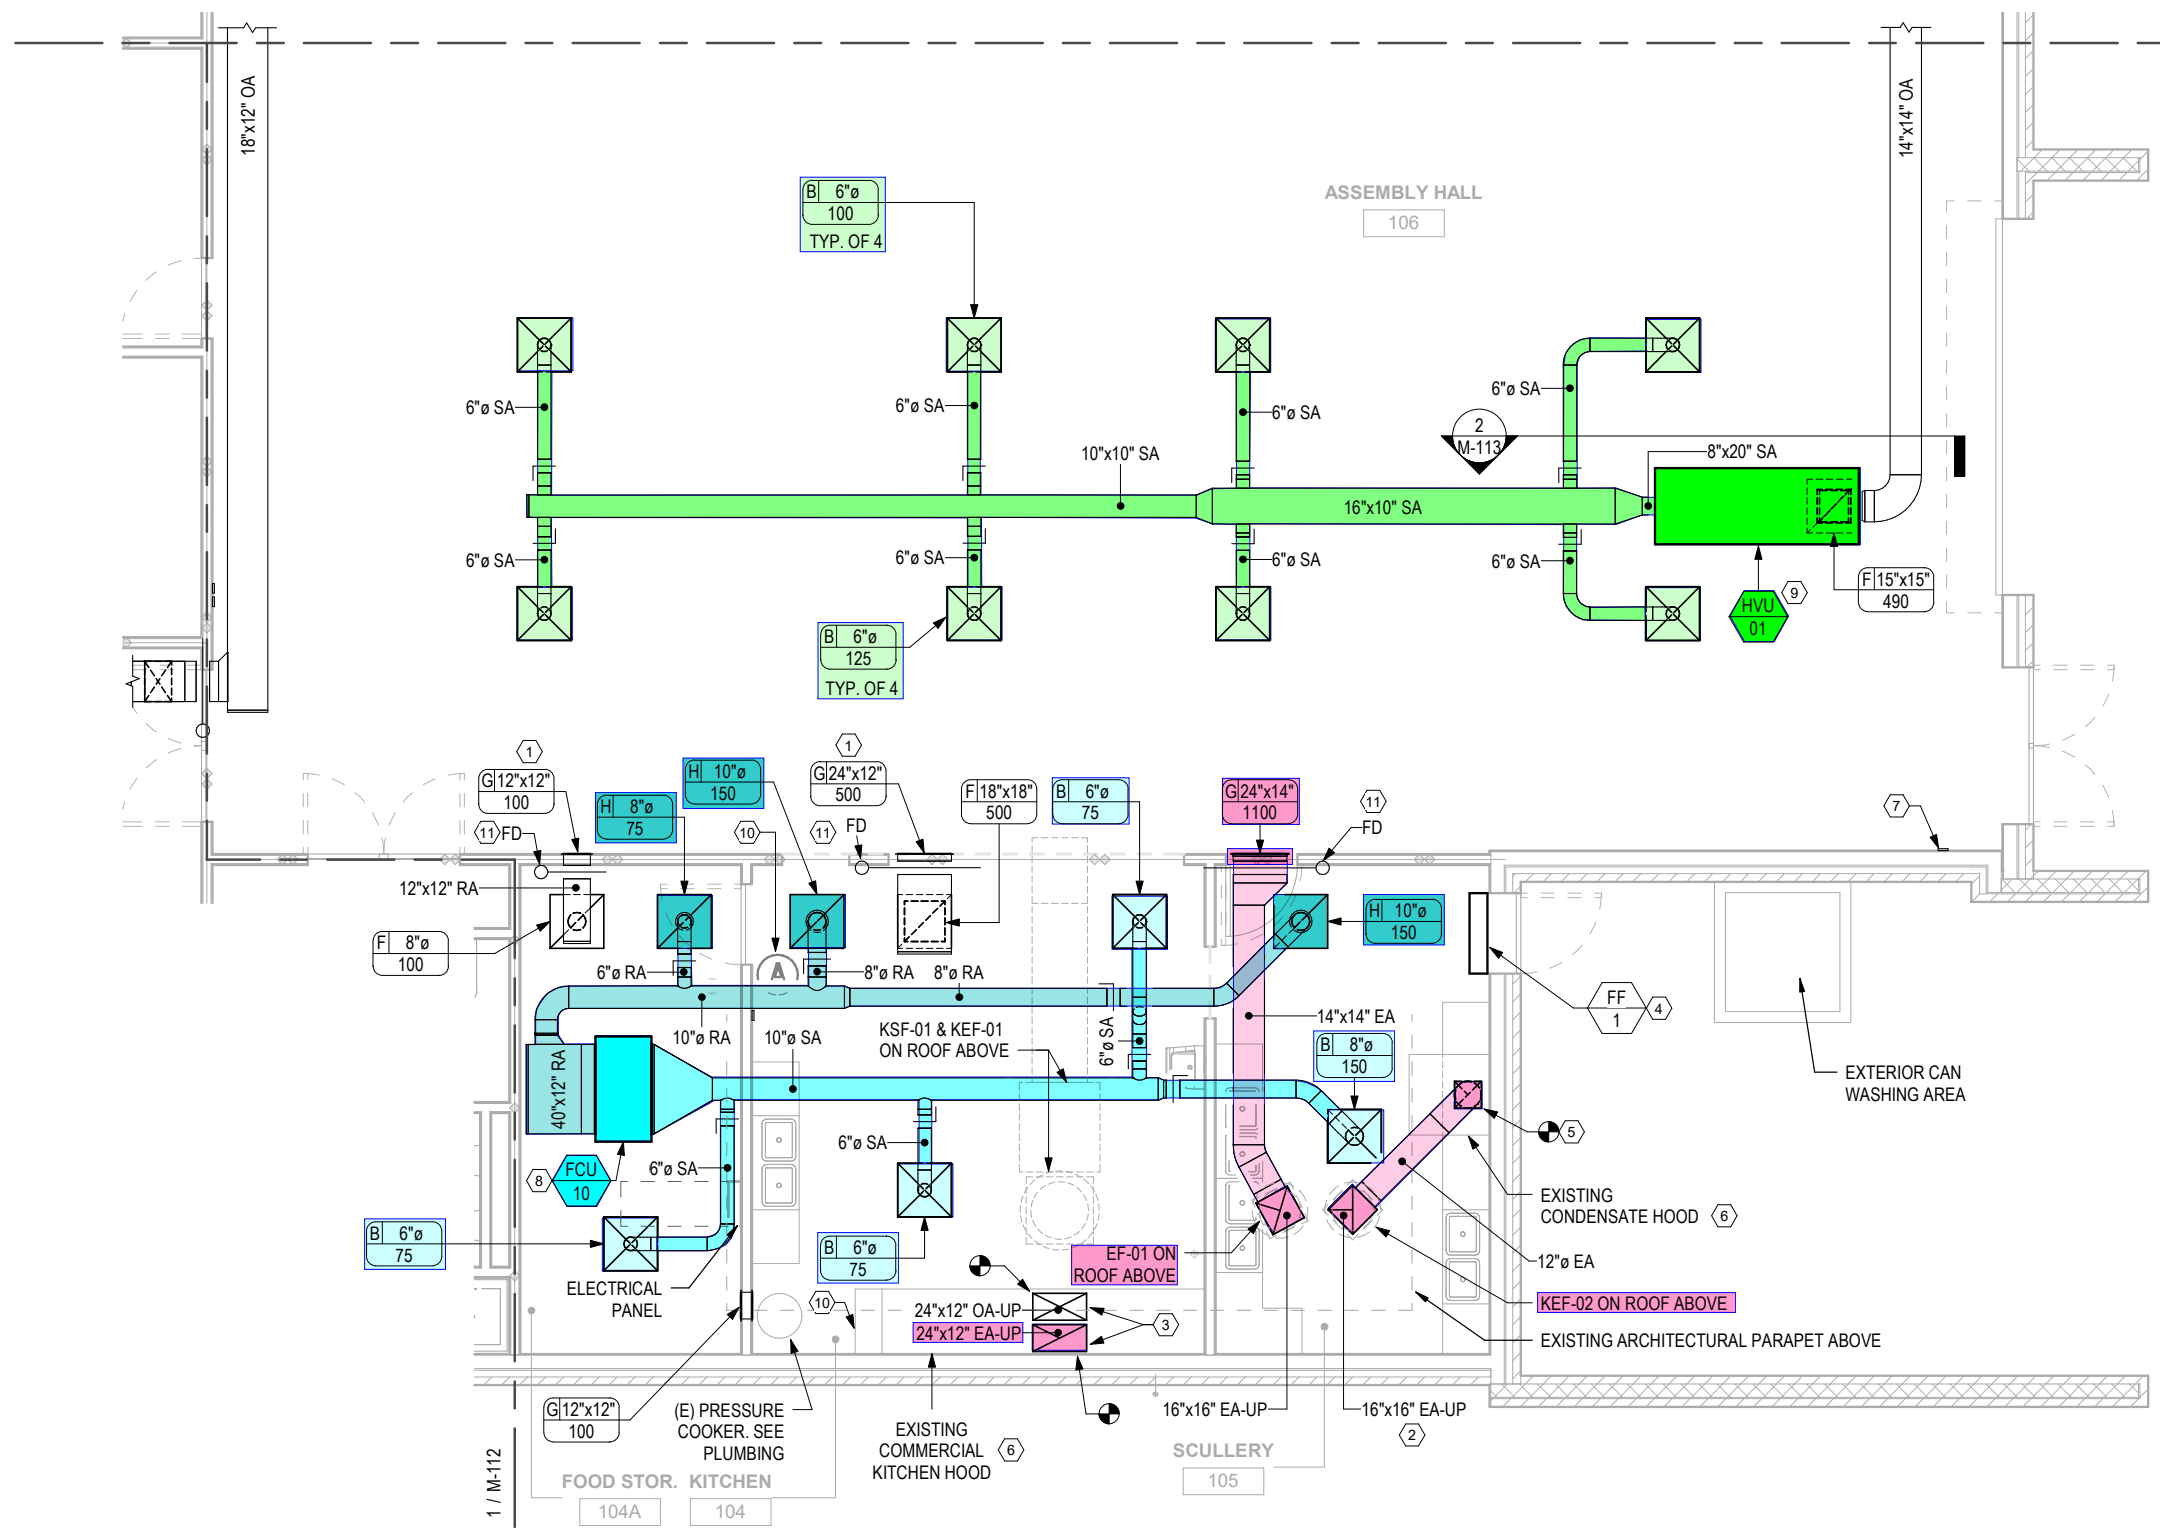 18"x12" OA
14"x14" OA
B 6"ø
100
TYP. OF 4
ASSEMBLY HALL
106
6"ø SA
6"ø SA
6"ø SA
6"ø SA
2
M-113
10"x10" SA
8"x20" SA
16"x10" SA
6"ø SA
6"ø SA
6"ø SA
6"ø SA
HVU
01
9
F 15"x15"
490
B 6"ø
125
TYP. OF 4
1
G 12"x12"
100
H 8"ø
75
H 10"ø
150
1
G 24"x12"
500
F 18"x18"
500
B 6"ø
75
G 24"x14"
1100
11
FD
7
11 FD
10
11
FD
12"x12" RA
F 8"ø
100
6"ø RA
A
8"ø RA
8"ø RA
H 10"ø
150
FF
1
4
10"ø RA
10"ø SA
KSF-01 & KEF-01
ON ROOF ABOVE
6"ø SA
14"x14" EA
B 8"ø
150
EXTERIOR CAN
WASHING AREA
40"x12" RA
5
6"ø SA
8
FCU
10
6"ø SA
EXISTING
CONDENSATE HOOD 6
B 6"ø
75
B 6"ø
75
EF-01 ON
ROOF ABOVE
12"ø EA
ELECTRICAL
PANEL
10
24"x12" OA-UP
24"x12" EA-UP
3
KEF-02 ON ROOF ABOVE
EXISTING ARCHITECTURAL PARAPET ABOVE
G 12"x12"
100
(E) PRESSURE
COOKER. SEE
PLUMBING
EXISTING
COMMERCIAL
KITCHEN HOOD
6
16"x16" EA-UP
16"x16" EA-UP
2
SCULLERY
105
1 / M-112
FOOD STOR.
104A
KITCHEN
104